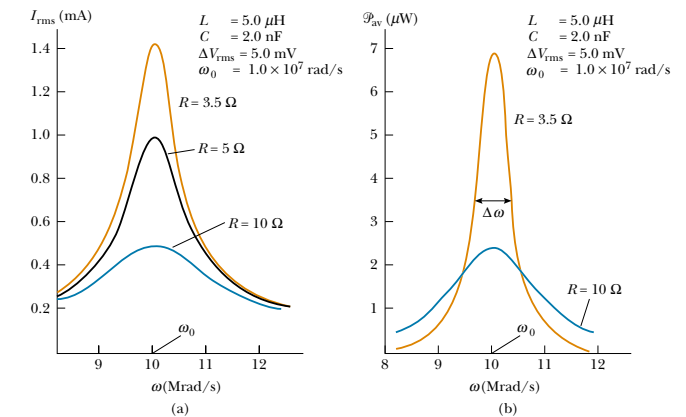 I_rms (mA)
L = 5.0 μH
C = 2.0 nF
ΔV_rms = 5.0 mV
ω_0 = 1.0 × 10^7 rad/s
1.4
1.2
1.0
0.8
0.6
0.4
0.2
R = 3.5 Ω
R = 5 Ω
R = 10 Ω
ω_0
9 10 11 12
ω(Mrad/s)
(a)
𝒫_av (μW)
L = 5.0 μH
C = 2.0 nF
ΔV_rms = 5.0 mV
ω_0 = 1.0 × 10^7 rad/s
7
6
5
4
3
2
1
R = 3.5 Ω
Δω
R = 10 Ω
ω_0
8 9 10 11 12
ω(Mrad/s)
(b)